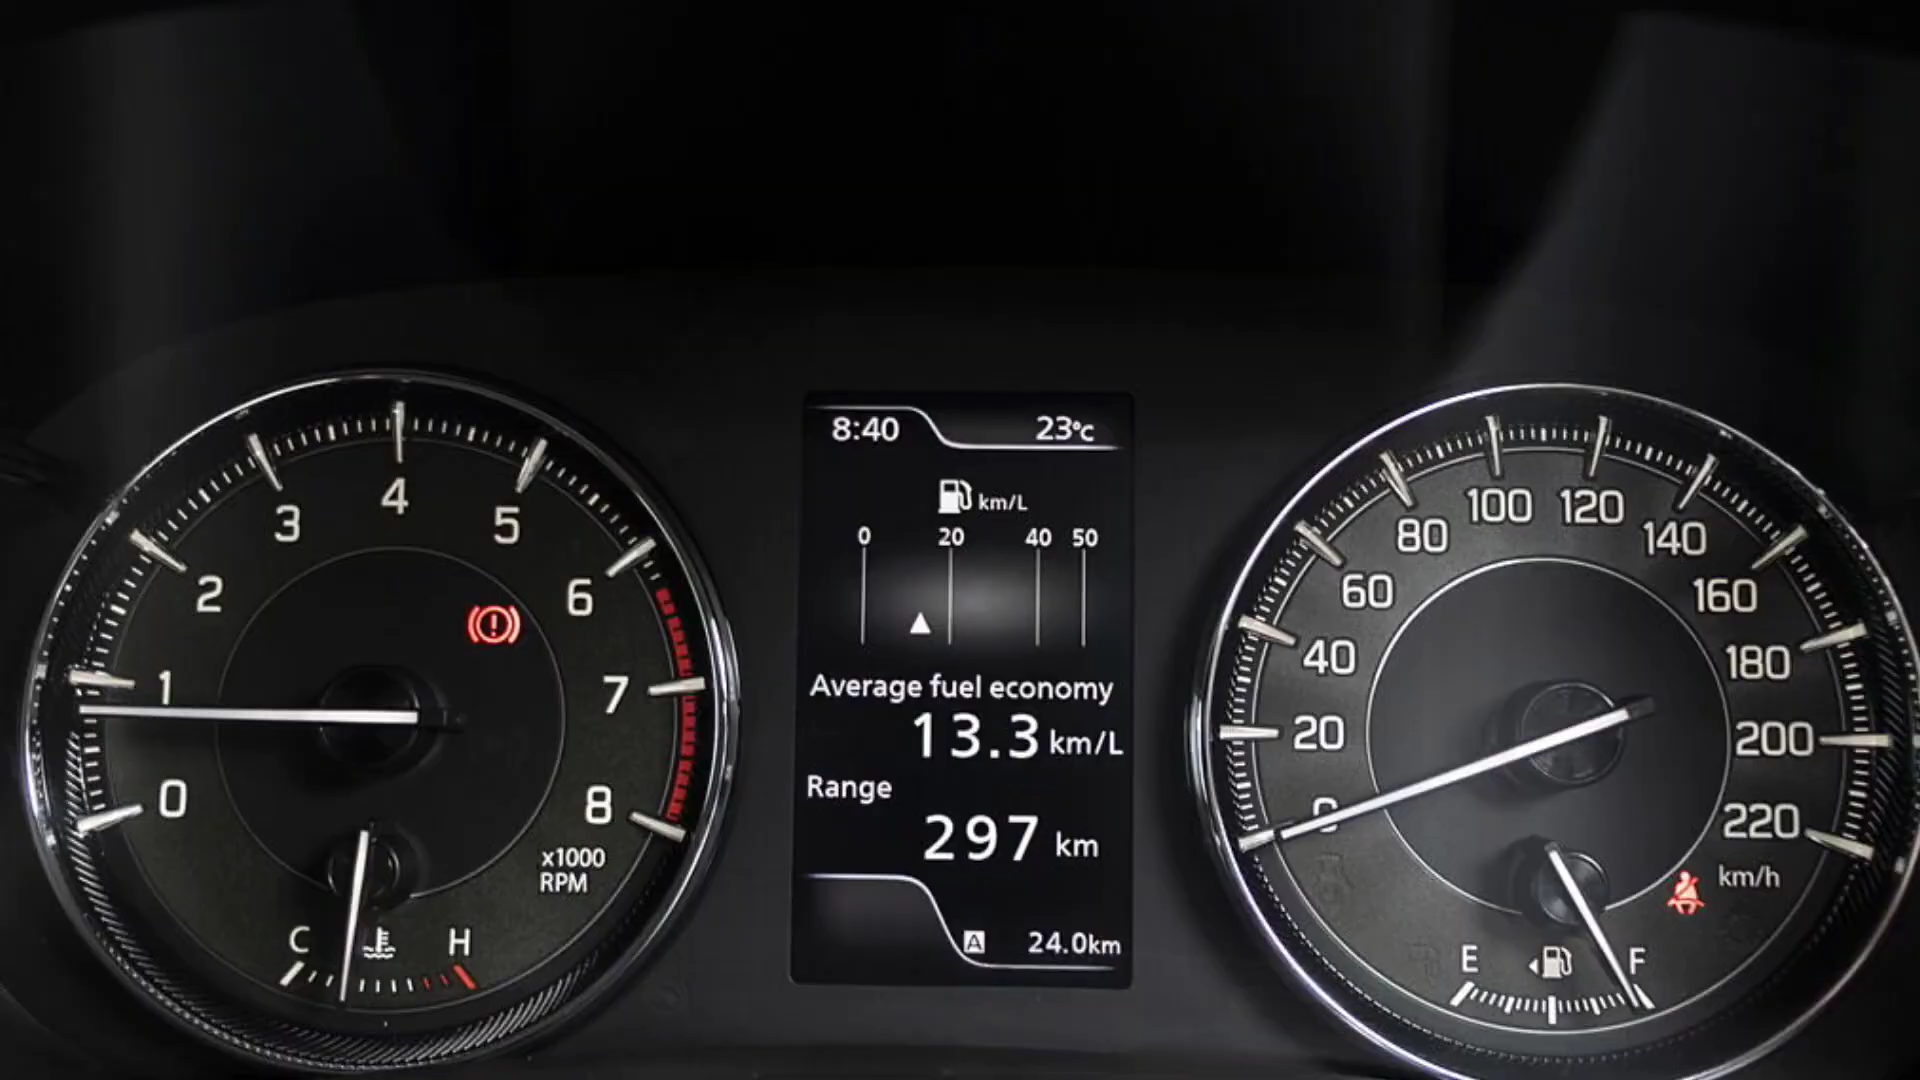 8:40 23°C
km/L
0 20 40 50
Average fuel economy
13.3 km/L
Range
297 km
A 24.0km
0
1
2
3
4
5
6
7
8
x1000
RPM
C H
0
20
40
60
80
100
120
140
160
180
200
220
km/h
E F